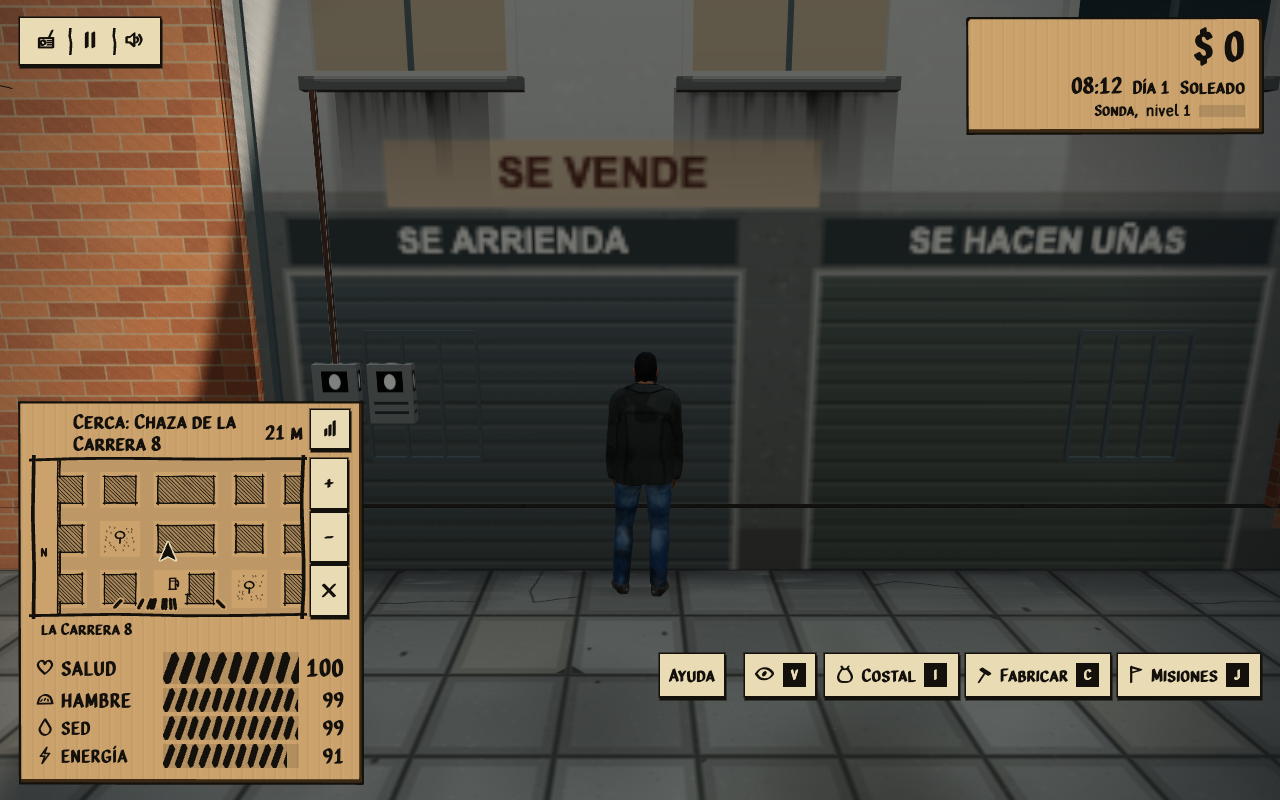 $ 0
08:12 Día 1 Soleado
Sonda, nivel 1
SE VENDE
SE ARRIENDA
SE HACEN UÑAS
Cerca: Chaza de la Carrera 8
21 m
+
N
-
la Carrera 8
SALUD 100
HAMBRE 99
SED 99
ENERGÍA 91
Ayuda
V
Costal I
Fabricar C
Misiones J